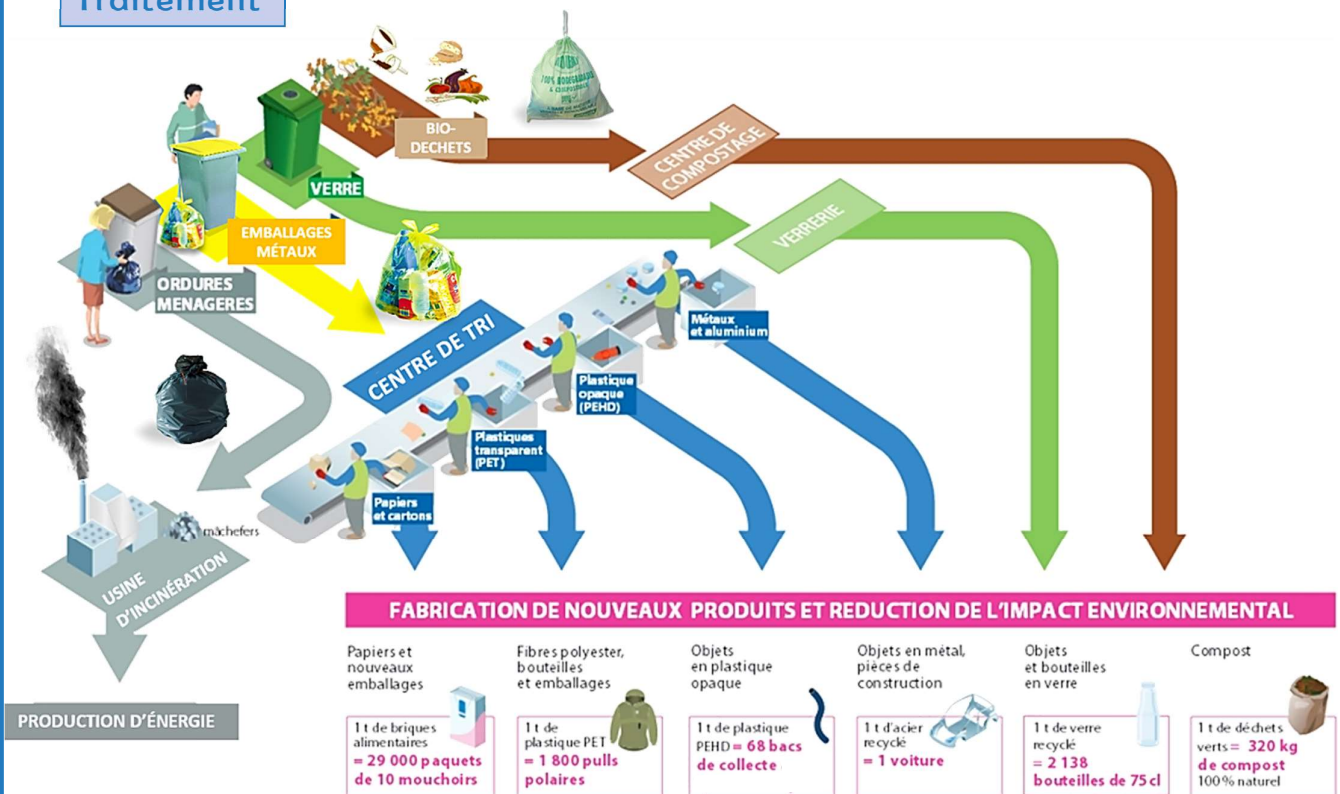 Traitement
100% BIODEGRADABLE
& COMPOSTABLE
BIO-
DECHETS
CENTRE DE
COMPOSTAGE
VERRE
VERRERIE
EMBALLAGES
MÉTAUX
ORDURES
MENAGERES
CENTRE DE TRI
Métaux
et aluminium
Plastique
opaque
(PEHD)
Plastiques
transparent
(PET)
Papiers
et cartons
mâchefers
USINE
D'INCINÉRATION
PRODUCTION D'ÉNERGIE
FABRICATION DE NOUVEAUX PRODUITS ET REDUCTION DE L'IMPACT ENVIRONNEMENTAL
Papiers et
nouveaux
emballages
1 t de briques
alimentaires
= 29 000 paquets
de 10 mouchoirs
Fibres polyester,
bouteilles
et emballages
1 t de
plastique PET
= 1 800 pulls
polaires
Objets
en plastique
opaque
1 t de plastique
PEHD = 68 bacs
de collecte
Objets en métal,
pièces de
construction
1 t d'acier
recyclé
= 1 voiture
Objets
et bouteilles
en verre
1 t de verre
recyclé
= 2 138
bouteilles de 75 cl
Compost
1 t de déchets
verts = 320 kg
de compost
100 % naturel